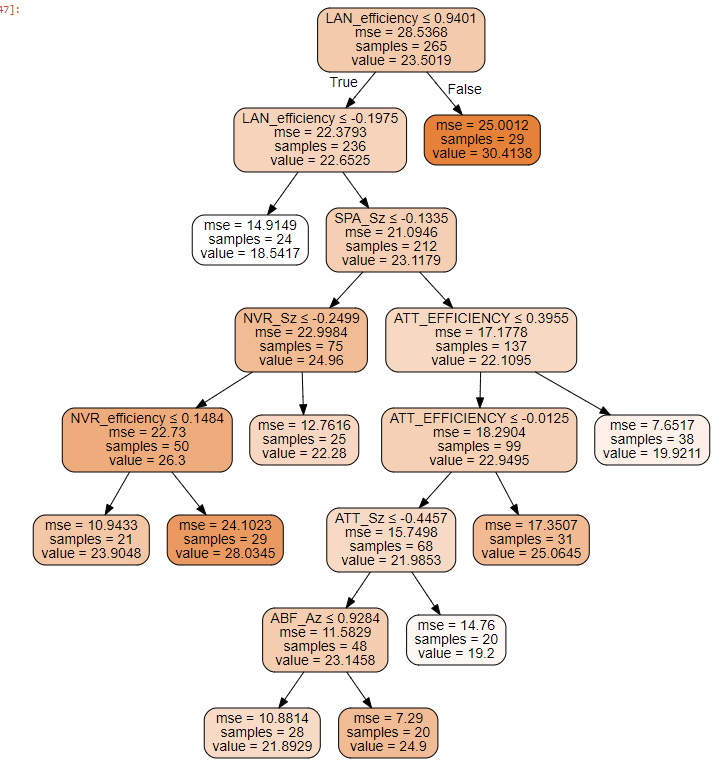 47]:
LAN_efficiency ≤ 0.9401
mse = 28.5368
samples = 265
value = 23.5019
True
False
LAN_efficiency ≤ -0.1975
mse = 22.3793
samples = 236
value = 22.6525
mse = 25.0012
samples = 29
value = 30.4138
mse = 14.9149
samples = 24
value = 18.5417
SPA_Sz ≤ -0.1335
mse = 21.0946
samples = 212
value = 23.1179
NVR_Sz ≤ -0.2499
mse = 22.9984
samples = 75
value = 24.96
ATT_EFFICIENCY ≤ 0.3955
mse = 17.1778
samples = 137
value = 22.1095
NVR_efficiency ≤ 0.1484
mse = 22.73
samples = 50
value = 26.3
mse = 12.7616
samples = 25
value = 22.28
ATT_EFFICIENCY ≤ -0.0125
mse = 18.2904
samples = 99
value = 22.9495
mse = 7.6517
samples = 38
value = 19.9211
mse = 10.9433
samples = 21
value = 23.9048
mse = 24.1023
samples = 29
value = 28.0345
ATT_Sz ≤ -0.4457
mse = 15.7498
samples = 68
value = 21.9853
mse = 17.3507
samples = 31
value = 25.0645
ABF_Az ≤ 0.9284
mse = 11.5829
samples = 48
value = 23.1458
mse = 14.76
samples = 20
value = 19.2
mse = 10.8814
samples = 28
value = 21.8929
mse = 7.29
samples = 20
value = 24.9